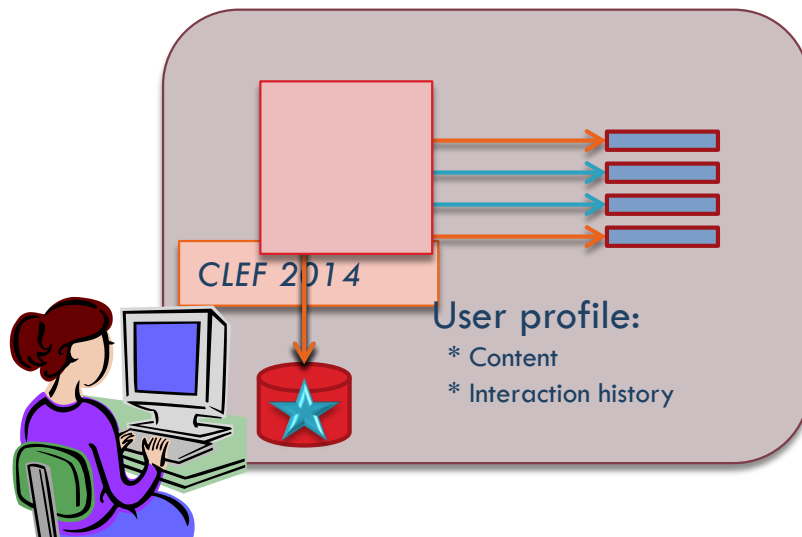 CLEF 2014
User profile:
* Content
* Interaction history